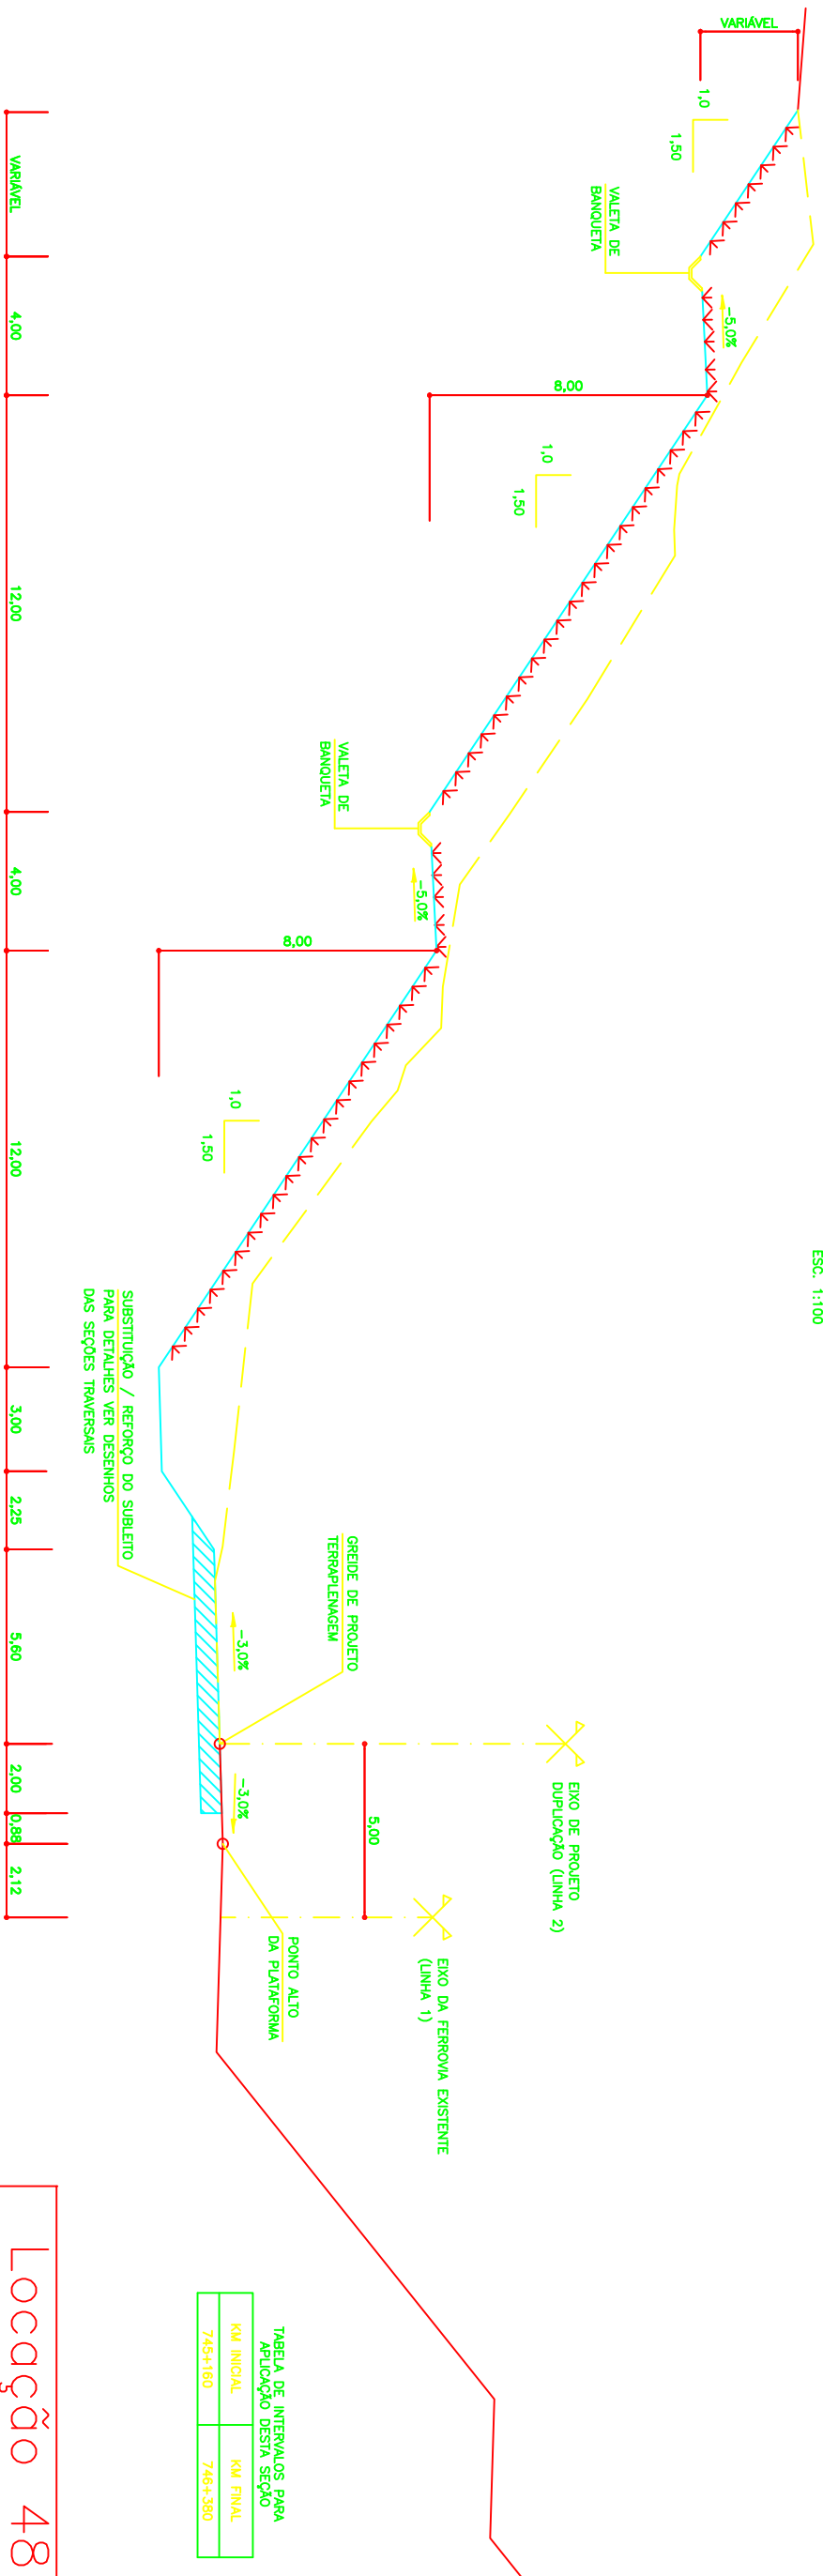 ESC. 1:100
VARIÁVEL
1,0
1,50
VALETA DE
BANQUETA
-5,0%
8,00
1,0
1,50
VALETA DE
BANQUETA
-5,0%
8,00
1,0
1,50
SUBSTITUIÇÃO / REFORÇO DO SUBLEITO
PARA DETALHES VER DESENHOS
DAS SEÇÕES TRAVERSAIS
GREIDE DE PROJETO
TERRAPLENAGEM
-3,0%
-3,0%
EIXO DE PROJETO
DUPLICAÇÃO (LINHA 2)
5,00
EIXO DA FERROVIA EXISTENTE
(LINHA 1)
PONTO ALTO
DA PLATAFORMA
VARIÁVEL
4,00
12,00
4,00
12,00
3,00
2,25
5,60
2,00
0,88
2,12
TABELA DE INTERVALOS PARA
APLICAÇÃO DESTA SEÇÃO
KM INICIAL KM FINAL
745+160 746+380
Locação 48